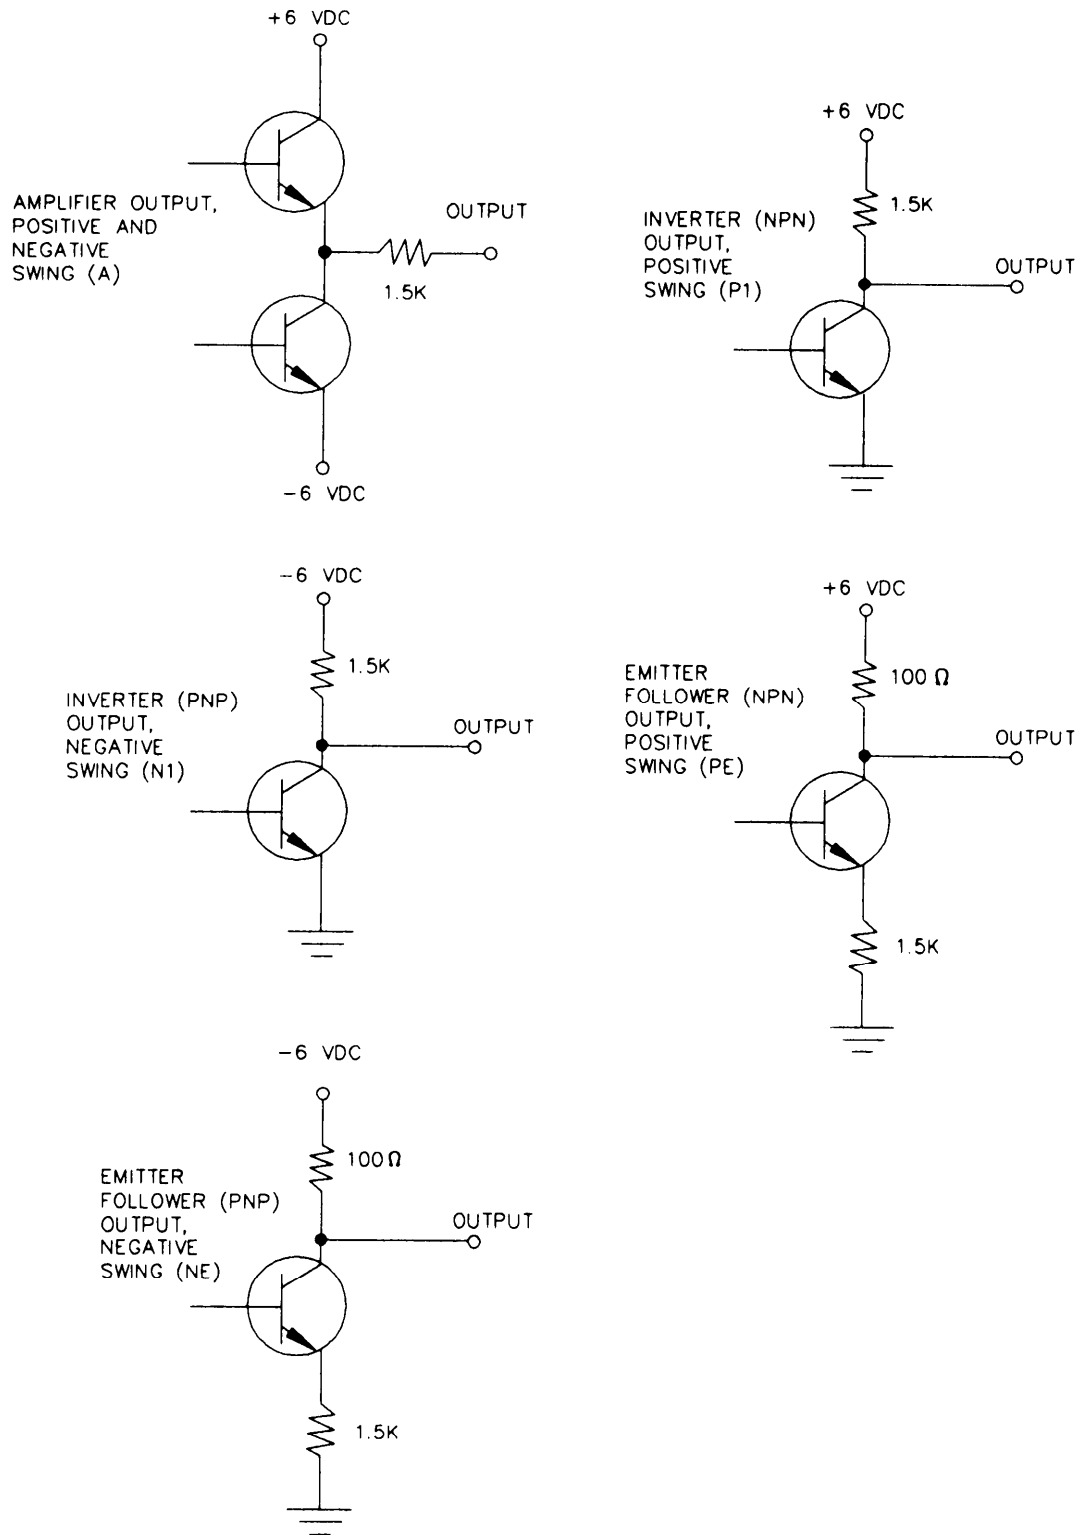 +6 VDC
AMPLIFIER OUTPUT,
POSITIVE AND
NEGATIVE
SWING (A)
OUTPUT
1.5K
-6 VDC
+6 VDC
1.5K
INVERTER (NPN)
OUTPUT,
POSITIVE
SWING (P1)
OUTPUT
-6 VDC
1.5K
INVERTER (PNP)
OUTPUT,
NEGATIVE
SWING (N1)
OUTPUT
+6 VDC
100 Ω
EMITTER
FOLLOWER (NPN)
OUTPUT,
POSITIVE
SWING (PE)
OUTPUT
1.5K
-6 VDC
100Ω
EMITTER
FOLLOWER (PNP)
OUTPUT,
NEGATIVE
SWING (NE)
OUTPUT
1.5K